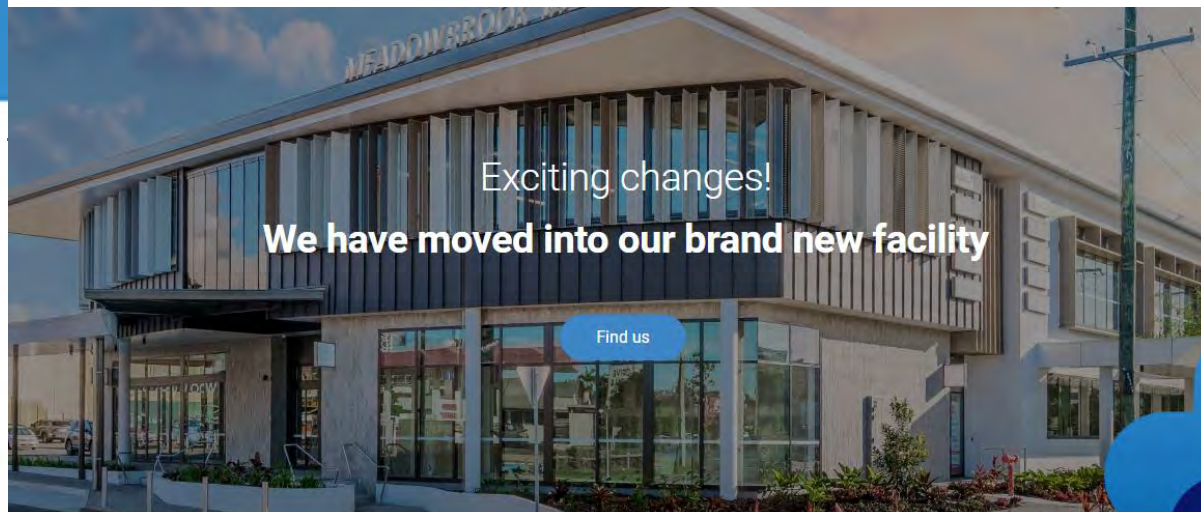 MEADOWBROOK
Exciting changes!
We have moved into our brand new facility
Find us